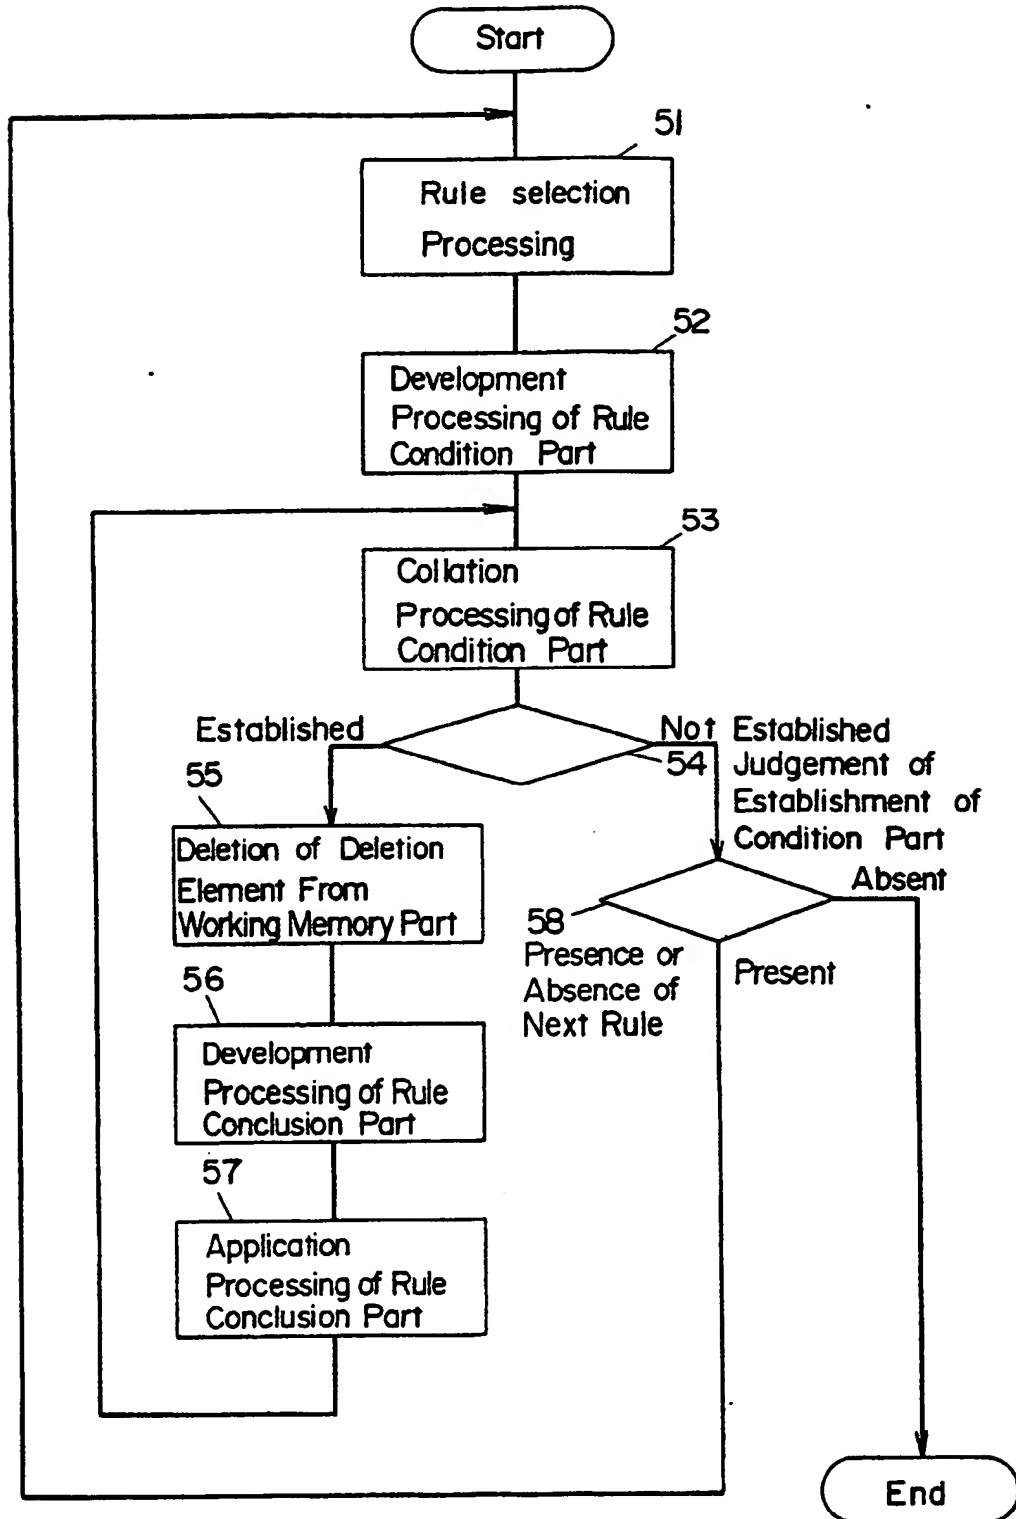 Start
51
Rule selection
Processing
52
Development
Processing of Rule
Condition Part
53
Collation
Processing of Rule
Condition Part
Established
Not Established
54
Judgement of
Establishment of
Condition Part
55
Deletion of Deletion
Element From
Working Memory Part
Absent
58
Presence or
Absence of
Next Rule
Present
56
Development
Processing of Rule
Conclusion Part
57
Application
Processing of Rule
Conclusion Part
End